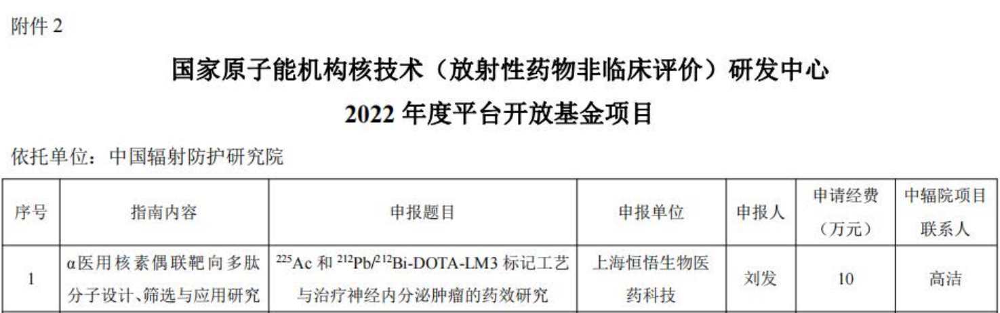 附件 2
国家原子能机构核技术（放射性药物非临床评价）研发中心
2022 年度平台开放基金项目
依托单位：中国辐射防护研究院
序号
指南内容
申报题目
申报单位
申报人
申请经费
（万元）
中辐院项目
联系人
1
α医用核素偶联靶向多肽
分子设计、筛选与应用研究
²²⁵Ac 和 ²¹²Pb/²¹²Bi-DOTA-LM3 标记工艺
与治疗神经内分泌肿瘤的药效研究
上海恒悟生物医
药科技
刘发
10
高洁